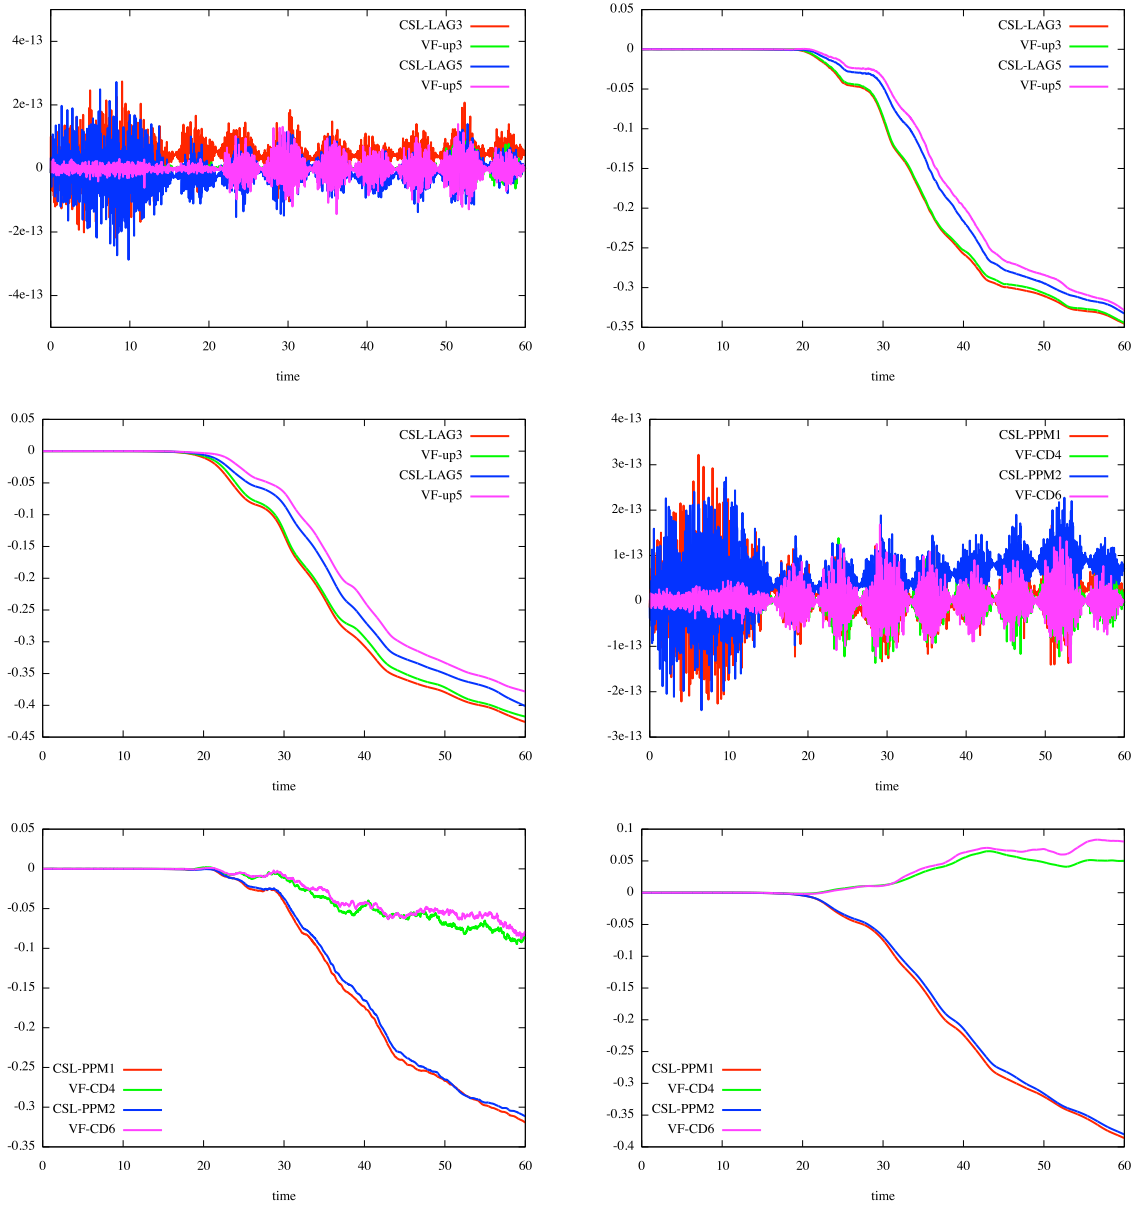 4e-13
2e-13
0
-2e-13
-4e-13
0 10 20 30 40 50 60
time
CSL-LAG3
VF-up3
CSL-LAG5
VF-up5
0.05
0
-0.05
-0.1
-0.15
-0.2
-0.25
-0.3
-0.35
0 10 20 30 40 50 60
time
CSL-LAG3
VF-up3
CSL-LAG5
VF-up5
0.05
0
-0.05
-0.1
-0.15
-0.2
-0.25
-0.3
-0.35
-0.4
-0.45
0 10 20 30 40 50 60
time
CSL-LAG3
VF-up3
CSL-LAG5
VF-up5
4e-13
3e-13
2e-13
1e-13
0
-1e-13
-2e-13
-3e-13
0 10 20 30 40 50 60
time
CSL-PPM1
VF-CD4
CSL-PPM2
VF-CD6
0.05
0
-0.05
-0.1
-0.15
-0.2
-0.25
-0.3
-0.35
0 10 20 30 40 50 60
time
CSL-PPM1
VF-CD4
CSL-PPM2
VF-CD6
0.1
0.05
0
-0.05
-0.1
-0.15
-0.2
-0.25
-0.3
-0.35
-0.4
0 10 20 30 40 50 60
time
CSL-PPM1
VF-CD4
CSL-PPM2
VF-CD6